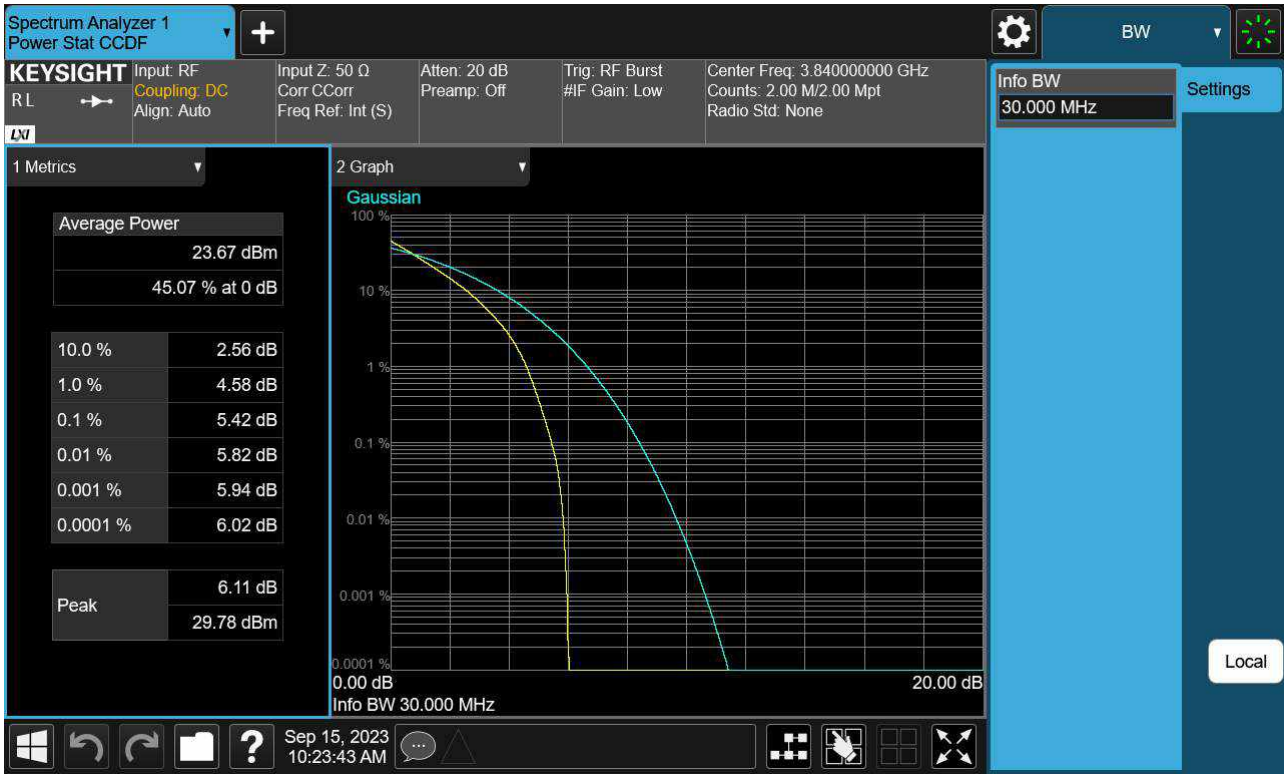 Spectrum Analyzer 1
Power Stat CCDF
+
BW
KEYSIGHT
R L
LXI
Input: RF
Coupling: DC
Align: Auto
Input Z: 50 Ω
Corr CCorr
Freq Ref: Int (S)
Atten: 20 dB
Preamp: Off
Trig: RF Burst
#IF Gain: Low
Center Freq: 3.840000000 GHz
Counts: 2.00 M/2.00 Mpt
Radio Std: None
Info BW
30.000 MHz
Settings
1 Metrics
Average Power
23.67 dBm
45.07 % at 0 dB
10.0 % 2.56 dB
1.0 % 4.58 dB
0.1 % 5.42 dB
0.01 % 5.82 dB
0.001 % 5.94 dB
0.0001 % 6.02 dB
Peak
6.11 dB
29.78 dBm
2 Graph
Gaussian
100 %
10 %
1 %
0.1 %
0.01 %
0.001 %
0.0001 %
0.00 dB 20.00 dB
Info BW 30.000 MHz
Local
?
Sep 15, 2023
10:23:43 AM